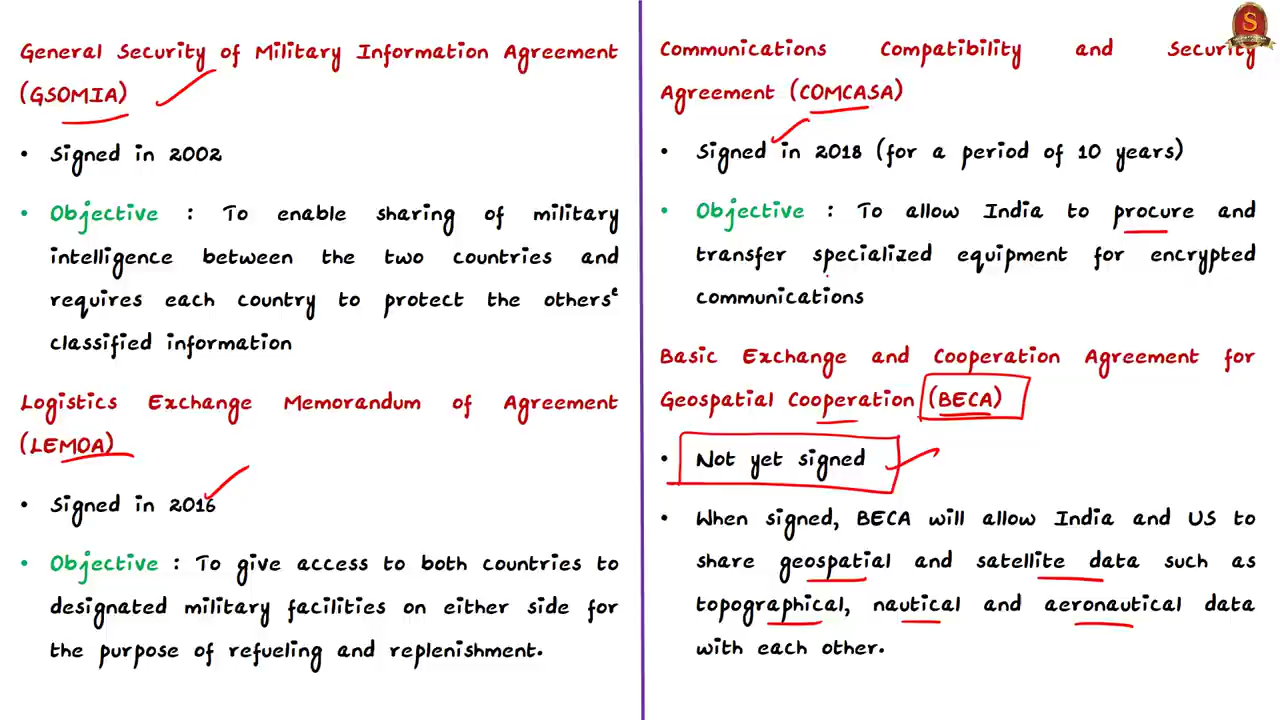 General Security of Military Information Agreement
(GSOMIA)
• Signed in 2002
• Objective : To enable sharing of military
intelligence between the two countries and
requires each country to protect the others‘
classified information
Logistics Exchange Memorandum of Agreement
(LEMOA)
• Signed in 2016
• Objective : To give access to both countries to
designated military facilities on either side for
the purpose of refueling and replenishment.
Communications Compatibility and Security
Agreement (COMCASA)
• Signed in 2018 (for a period of 10 years)
• Objective : To allow India to procure and
transfer specialized equipment for encrypted
communications
Basic Exchange and Cooperation Agreement for
Geospatial Cooperation (BECA)
• Not yet signed
• When signed, BECA will allow India and US to
share geospatial and satellite data such as
topographical, nautical and aeronautical data
with each other.
S